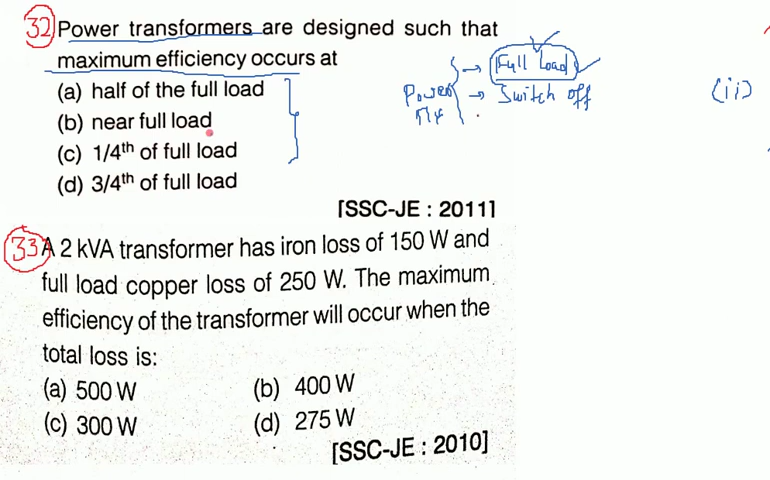 32 Power transformers are designed such that
maximum efficiency occurs at
(a) half of the full load
(b) near full load
(c) 1/4th of full load
(d) 3/4th of full load
[SSC-JE : 2011]
Power
T/f
→ Full Load
→ Switch off
(ii)
33 A 2 kVA transformer has iron loss of 150 W and
full load copper loss of 250 W. The maximum
efficiency of the transformer will occur when the
total loss is:
(a) 500 W (b) 400 W
(c) 300 W (d) 275 W
[SSC-JE : 2010]